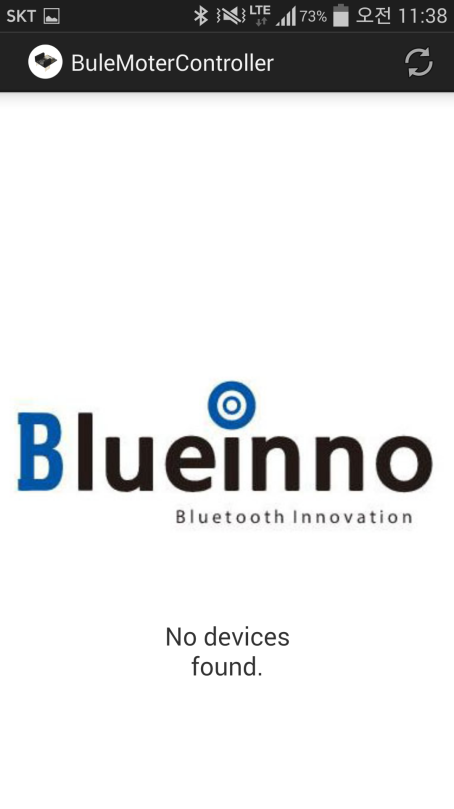 SKT LTE 73% 오전 11:38
BuleMoterController
Blueinno
Bluetooth Innovation
No devices
found.